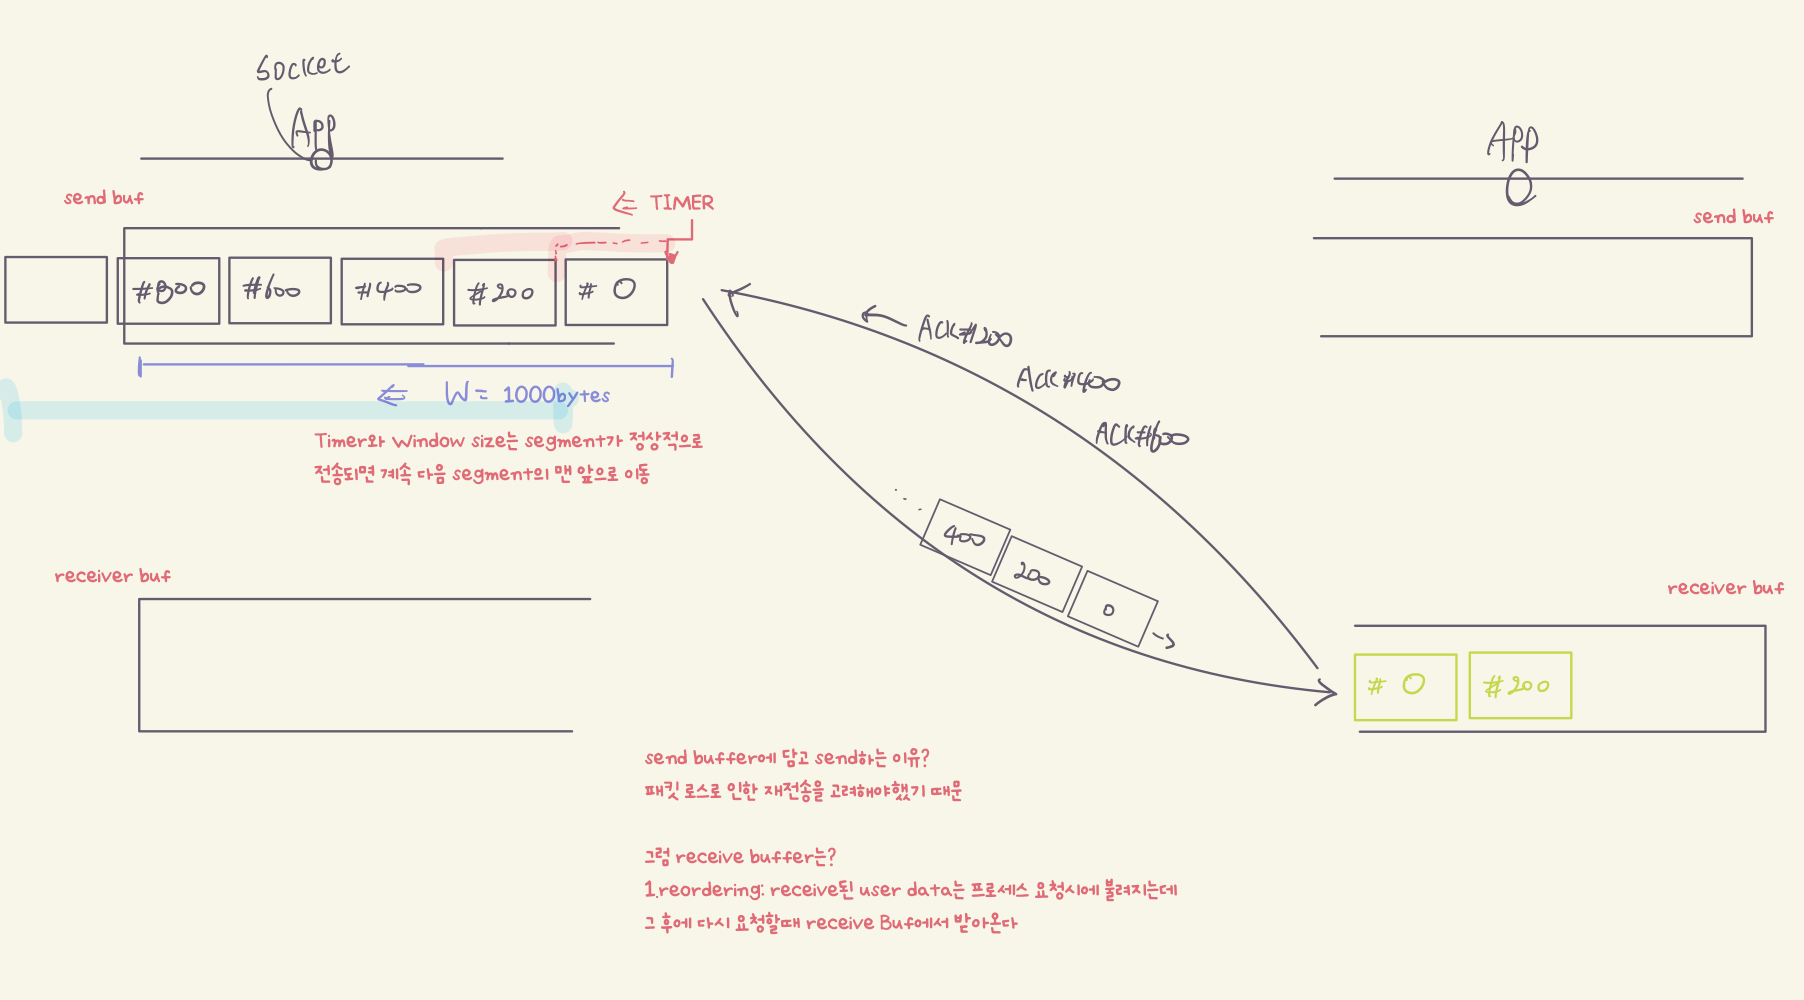 Socket
App
App
send buf
TIMER
send buf
#800
#600
#400
#200
# 0
ACK#200
ACK#400
ACK#600
W= 1000bytes
Timer와 Window size는 segment가 정상적으로
전송되면 계속 다음 segment의 맨 앞으로 이동
400
200
0
receiver buf
receiver buf
# 0
#200
send buffer에 담고 send하는 이유?
패킷 로스로 인한 재전송을 고려해야했기 때문
그럼 receive buffer는?
1.reordering: receive된 user data는 프로세스 요청시에 불려지는데
그 후에 다시 요청할때 receive Buf에서 받아온다